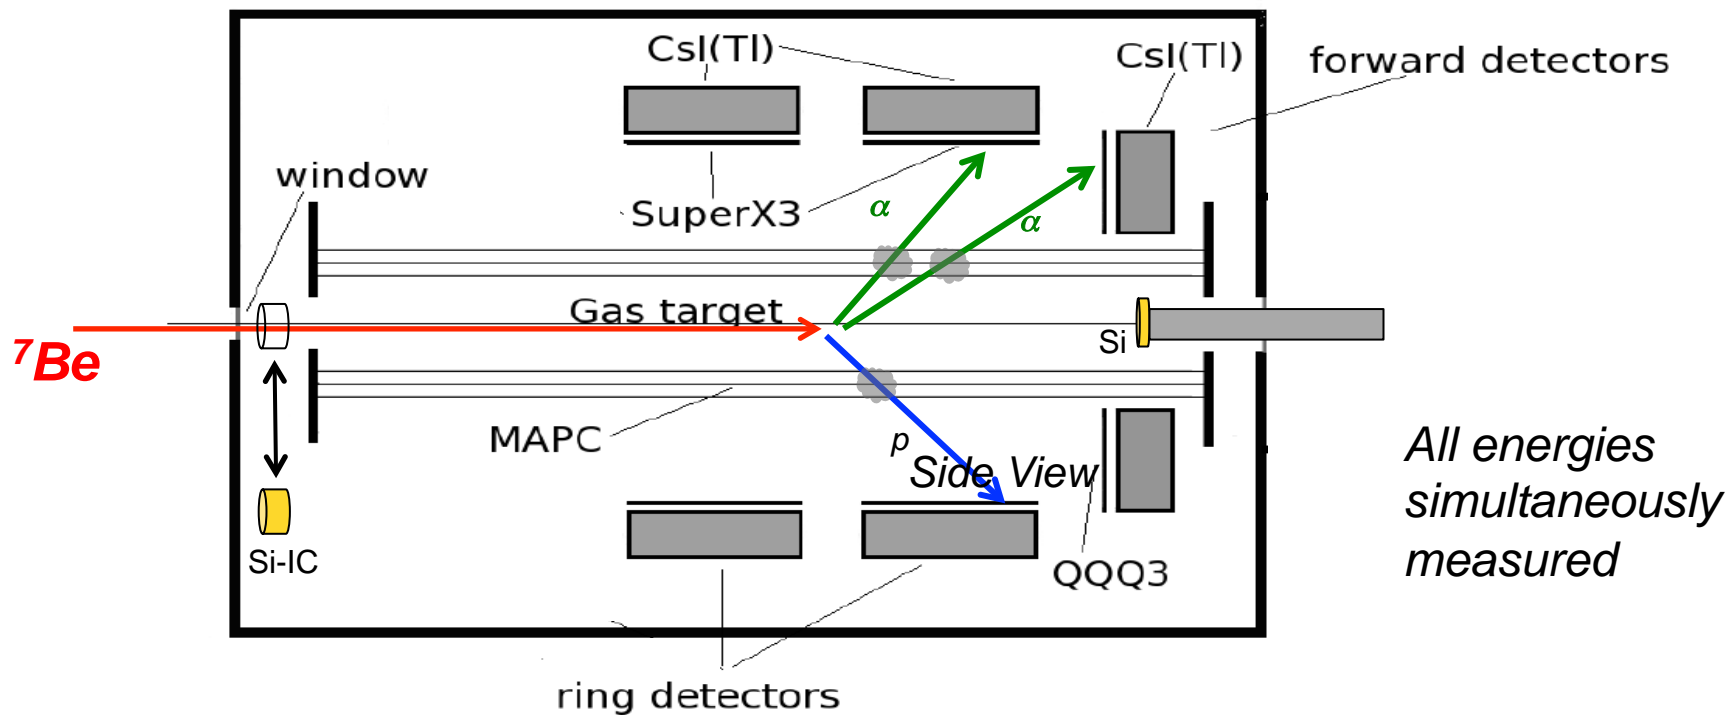 CsI(Tl)
CsI(Tl)
forward detectors
window
SuperX3
α
α
Gas target
⁷Be
Si
MAPC
p
Side View
All energies
simultaneously
measured
Si-IC
QQQ3
ring detectors